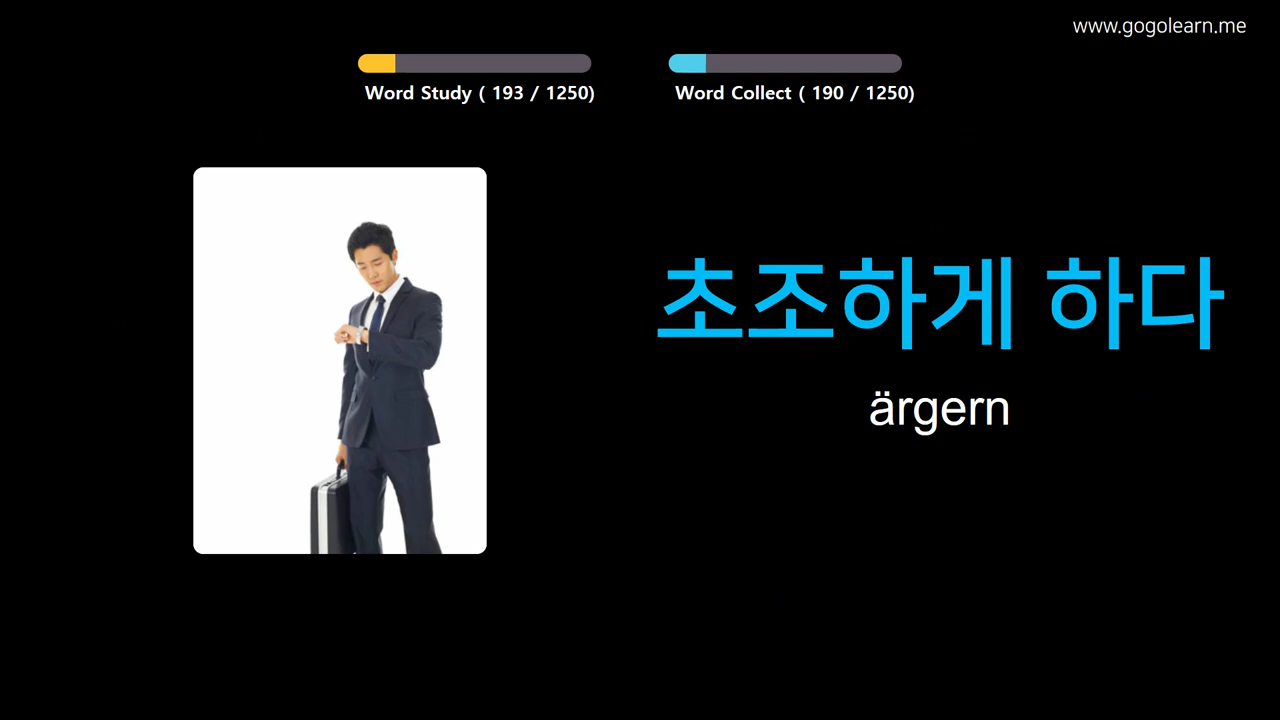 www.gogolearn.me
Word Study ( 193 / 1250)
Word Collect ( 190 / 1250)
초조하게 하다
ärgern